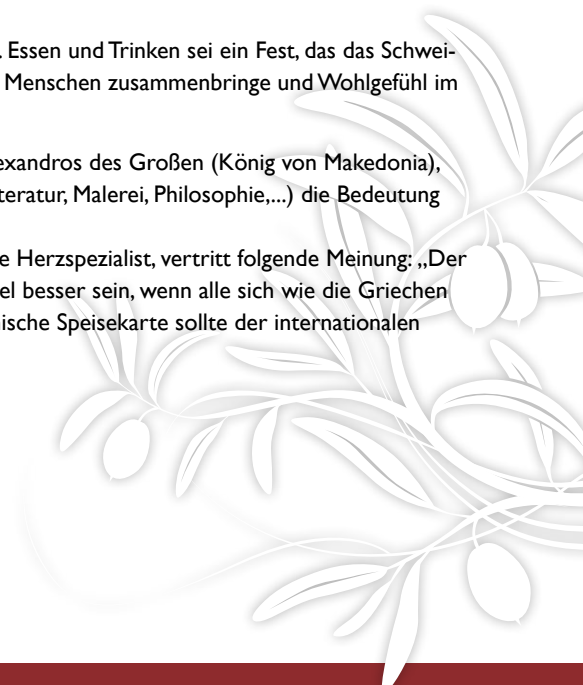 . Essen und Trinken sei ein Fest, das das Schwei-
Menschen zusammenbringe und Wohlgefühl im
exandros des Großen (König von Makedonia),
teratur, Malerei, Philosophie,...) die Bedeutung
e Herzspezialist, vertritt folgende Meinung: „Der
el besser sein, wenn alle sich wie die Griechen
nische Speisekarte sollte der internationalen